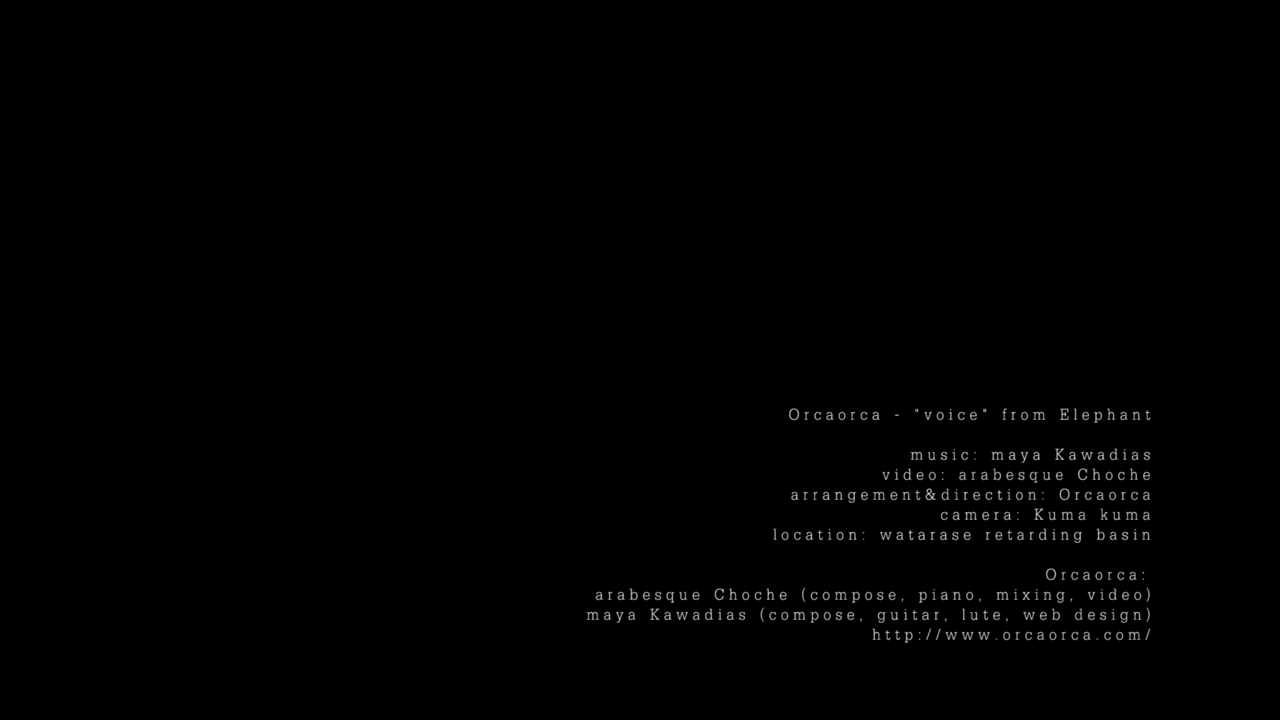 Orcaorca - "voice" from Elephant
music: maya Kawadias
video: arabesque Choche
arrangement&direction: Orcaorca
camera: Kuma kuma
location: watarase retarding basin
Orcaorca:
arabesque Choche (compose, piano, mixing, video)
maya Kawadias (compose, guitar, lute, web design)
http://www.orcaorca.com/